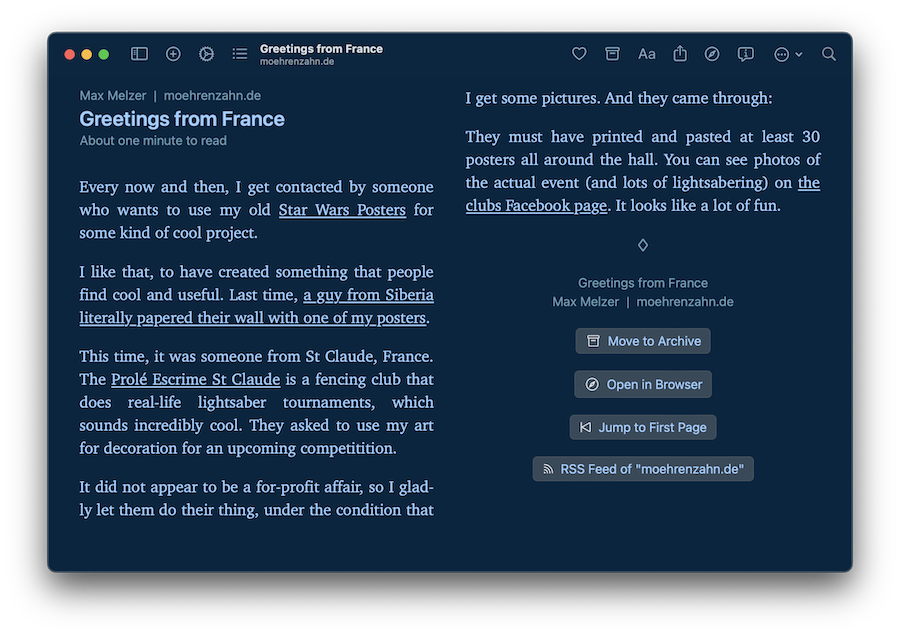 Greetings from France
moehrenzahn.de
Aa
Max Melzer | moehrenzahn.de
Greetings from France
About one minute to read
Every now and then, I get contacted by someone
who wants to use my old Star Wars Posters for
some kind of cool project.
I like that, to have created something that people
find cool and useful. Last time, a guy from Siberia
literally papered their wall with one of my posters.
This time, it was someone from St Claude, France.
The Prolé Escrime St Claude is a fencing club that
does real-life lightsaber tournaments, which
sounds incredibly cool. They asked to use my art
for decoration for an upcoming competitition.
It did not appear to be a for-profit affair, so I glad-
ly let them do their thing, under the condition that
I get some pictures. And they came through:
They must have printed and pasted at least 30
posters all around the hall. You can see photos of
the actual event (and lots of lightsabering) on the
clubs Facebook page. It looks like a lot of fun.
Greetings from France
Max Melzer | moehrenzahn.de
Move to Archive
Open in Browser
Jump to First Page
RSS Feed of "moehrenzahn.de"